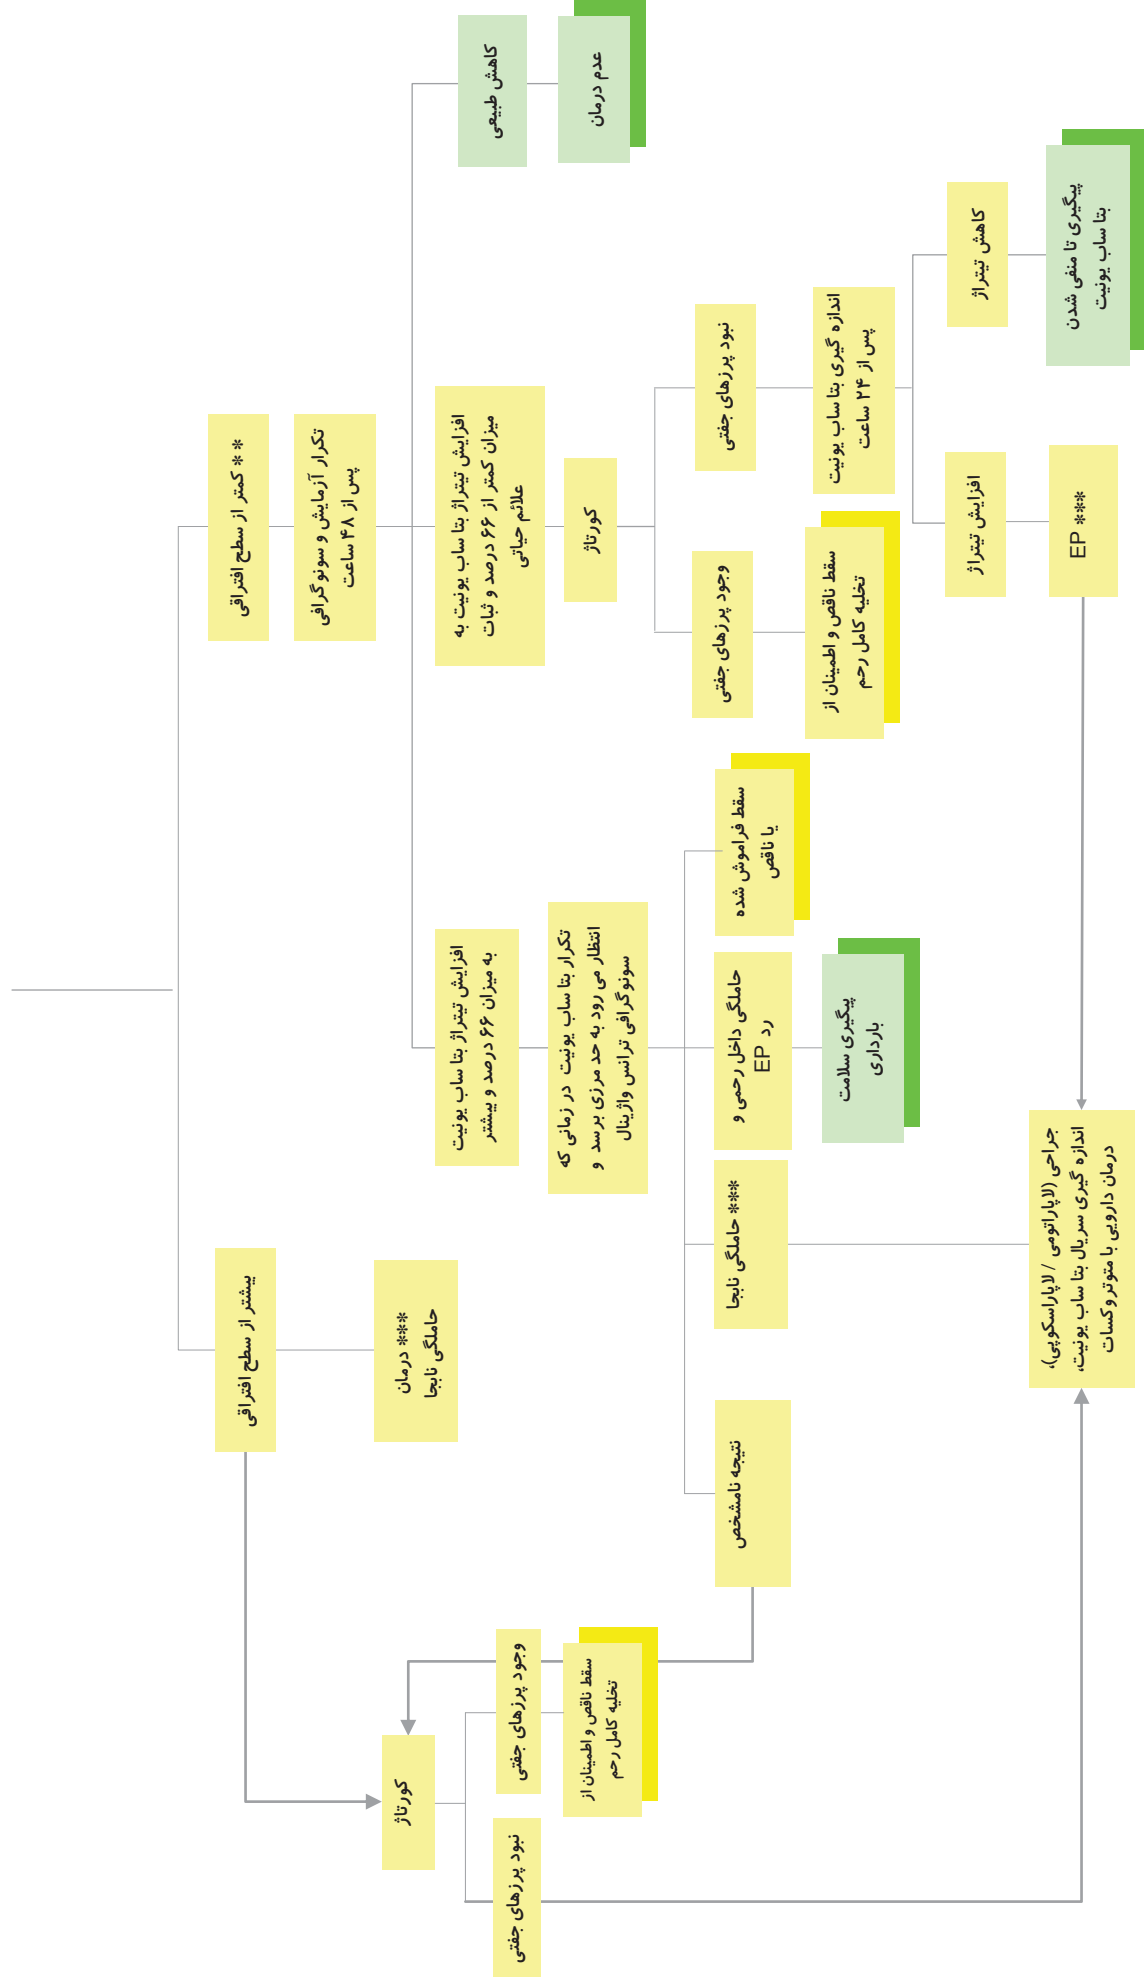 ** کمتر از سطح افتراقی
بیشتر از سطح افتراقی
تکرار آزمایش و سونوگرافی
پس از ۴۸ ساعت
*** درمان
حاملگی نابجا
کاهش طبیعی
عدم درمان
افزایش تیتراژ بتا ساب یونیت به
میزان کمتر از ۶۶ درصد و ثبات
علائم حیاتی
افزایش تیتراژ بتا ساب یونیت
به میزان ۶۶ درصد و بیشتر
کورتاژ
تکرار بتا ساب یونیت در زمانی که
انتظار می رود به حد مرزی برسد و
سونوگرافی ترانس واژینال
نبود پرزهای جفتی
وجود پرزهای جفتی
اندازه گیری بتا ساب یونیت
پس از ۲۴ ساعت
سقط ناقص و اطمینان از
تخلیه کامل رحم
کاهش تیتراژ
افزایش تیتراژ
پیگیری تا منفی شدن
بتا ساب یونیت
EP ***
سقط فراموش شده
یا ناقص
حاملگی داخل رحمی و
رد EP
*** حاملگی نابجا
نتیجه نامشخص
پیگیری سلامت
بارداری
کورتاژ
وجود پرزهای جفتی
نبود پرزهای جفتی
سقط ناقص و اطمینان از
تخلیه کامل رحم
جراحی (لاپاراتومی / لاپاراسکوپی)،
اندازه گیری سریال بتا ساب یونیت،
درمان دارویی با متوتروکسات